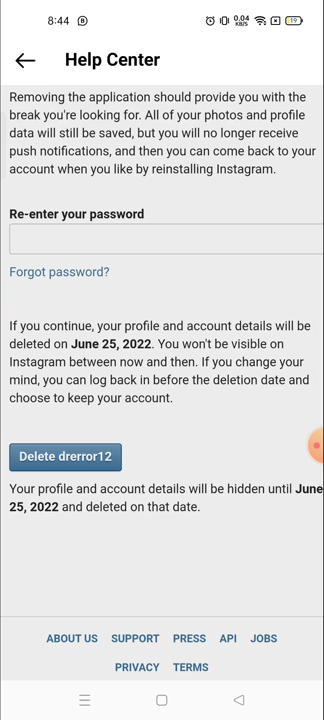 8:44
0.04
KB/S
19
Help Center
Removing the application should provide you with the
break you're looking for. All of your photos and profile
data will still be saved, but you will no longer receive
push notifications, and then you can come back to your
account when you like by reinstalling Instagram.
Re-enter your password
Forgot password?
If you continue, your profile and account details will be
deleted on June 25, 2022. You won't be visible on
Instagram between now and then. If you change your
mind, you can log back in before the deletion date and
choose to keep your account.
Delete drerror12
Your profile and account details will be hidden until June
25, 2022 and deleted on that date.
ABOUT US SUPPORT PRESS API JOBS
PRIVACY TERMS